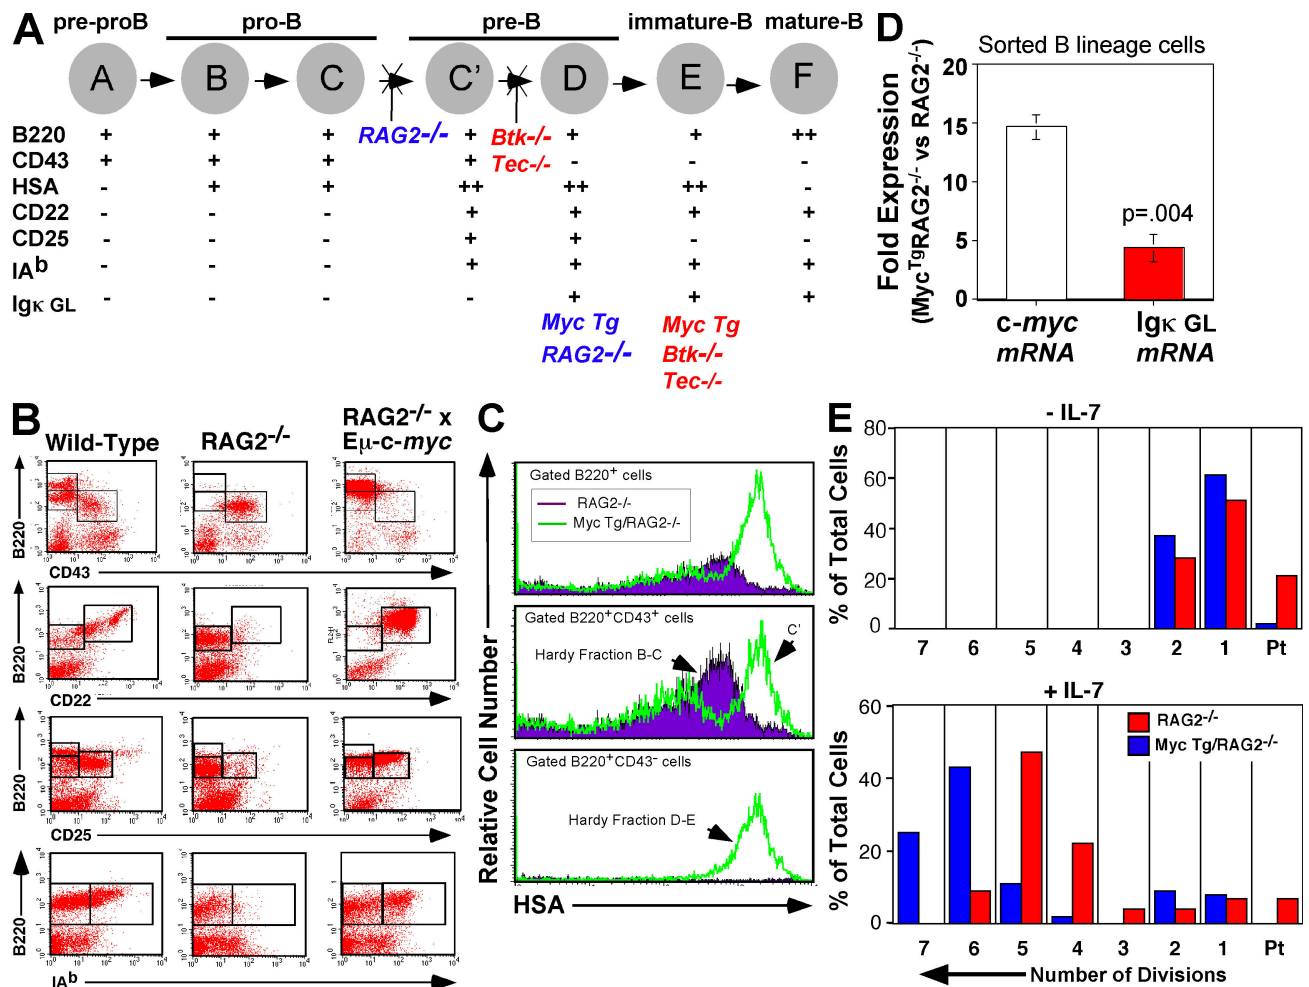 A
pre-proB pro-B pre-B immature-B mature-B
A B C C' D E F
RAG2-/- Btk-/- Tec-/-
B220 + + + + + + ++
CD43 + + + + - - -
HSA - + + ++ ++ ++ -
CD22 - - - + + + +
CD25 - - - + + - -
IAb - - - + + + +
Igκ GL - - - - + + +
Myc Tg Myc Tg
RAG2-/- Btk-/-
Tec-/-
D
Sorted B lineage cells
Fold Expression
(MycTgRAG2-/- vs RAG2-/-)
20
15
10
5
0
p=.004
c-myc Igκ GL
mRNA mRNA
B
Wild-Type RAG2-/- RAG2-/- x
Eμ-c-myc
B220
CD43
B220
CD22
B220
CD25
B220
IAb
C
Relative Cell Number
Gated B220+ cells
RAG2-/-
Myc Tg/RAG2-/-
Gated B220+CD43+ cells
Hardy Fraction B-C C'
Gated B220+CD43- cells
Hardy Fraction D-E
HSA
E
- IL-7
% of Total Cells
80
60
40
20
0
7 6 5 4 3 2 1 Pt
+ IL-7
% of Total Cells
60
40
20
0
RAG2-/-
Myc Tg/RAG2-/-
7 6 5 4 3 2 1 Pt
Number of Divisions